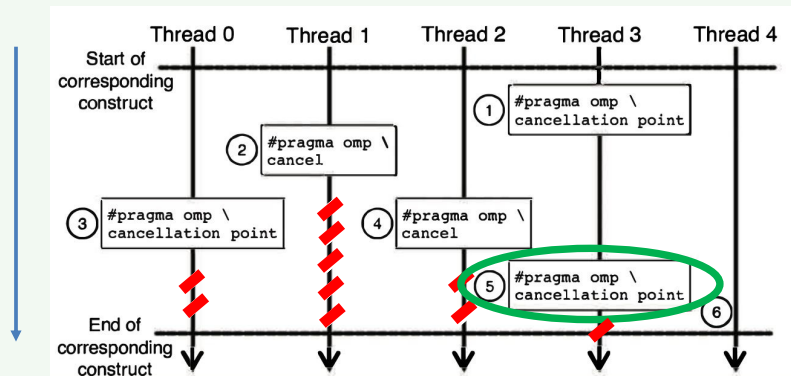 Thread 0 Thread 1 Thread 2 Thread 3 Thread 4
Start of
corresponding
construct
1
#pragma omp \
cancellation point
2
#pragma omp \
cancel
3
#pragma omp \
cancellation point
4
#pragma omp \
cancel
5
#pragma omp \
cancellation point
6
End of
corresponding
construct